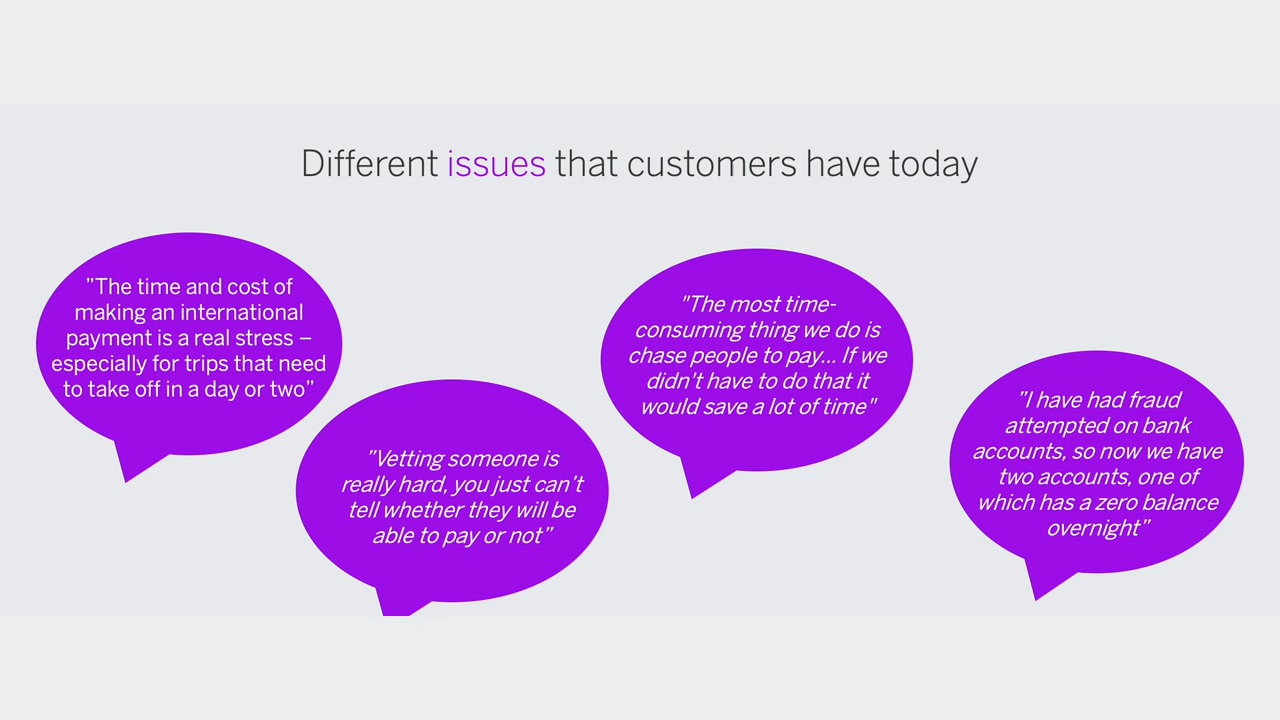 Different issues that customers have today
"The time and cost of
making an international
payment is a real stress –
especially for trips that need
to take off in a day or two"
"Vetting someone is
really hard, you just can't
tell whether they will be
able to pay or not"
"The most time-
consuming thing we do is
chase people to pay... If we
didn't have to do that it
would save a lot of time"
"I have had fraud
attempted on bank
accounts, so now we have
two accounts, one of
which has a zero balance
overnight"